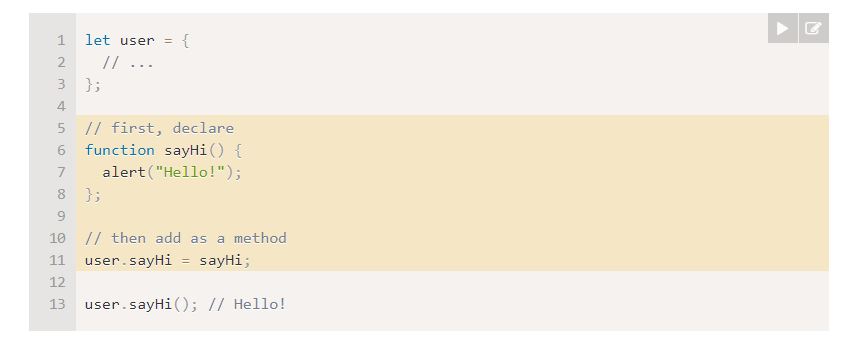 1 let user = {
2   // ...
3 };
4
5 // first, declare
6 function sayHi() {
7   alert("Hello!");
8 };
9
10 // then add as a method
11 user.sayHi = sayHi;
12
13 user.sayHi(); // Hello!